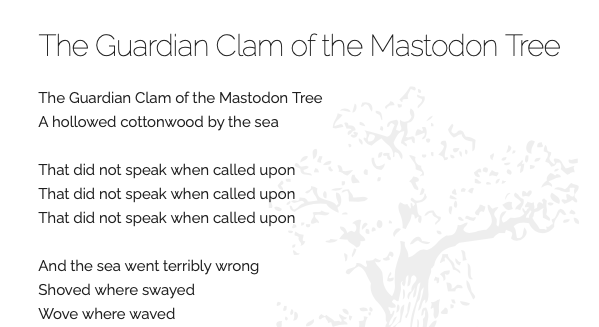 The Guardian Clam of the Mastodon Tree
The Guardian Clam of the Mastodon Tree
A hollowed cottonwood by the sea
That did not speak when called upon
That did not speak when called upon
That did not speak when called upon
And the sea went terribly wrong
Shoved where swayed
Wove where waved